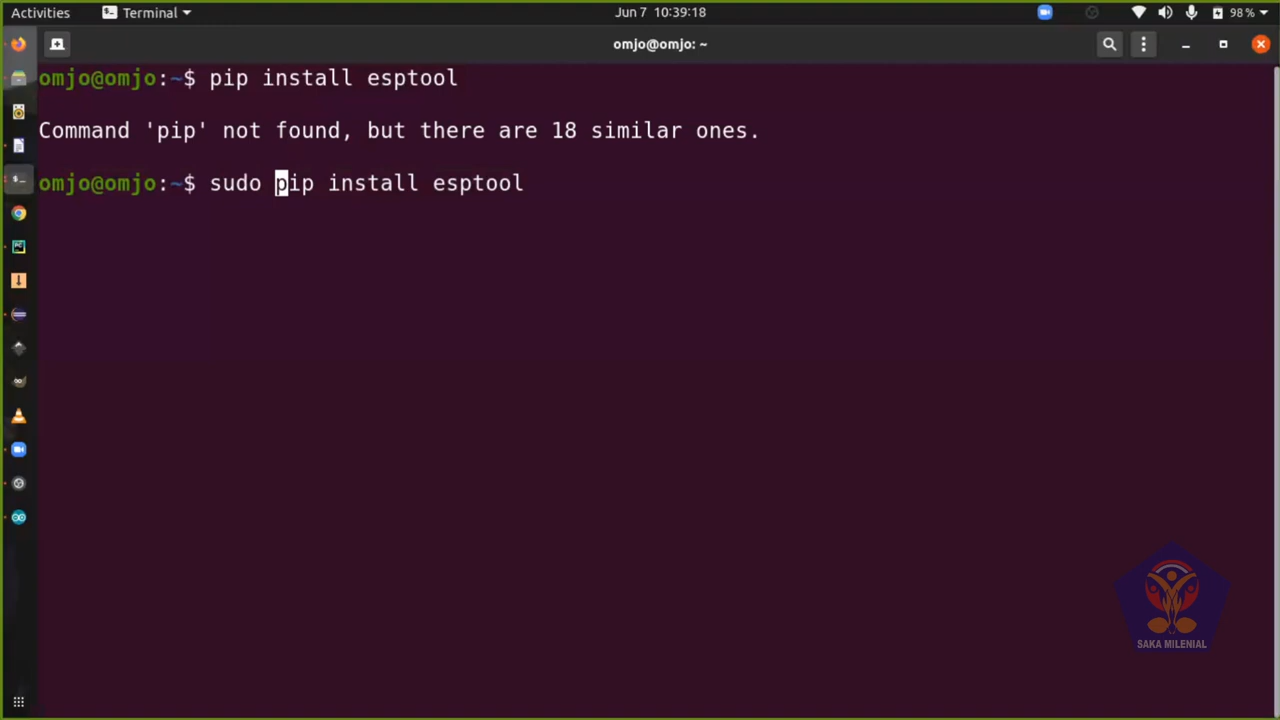 Activities
Terminal
Jun 7 10:39:18
98%
omjo@omjo: ~
omjo@omjo:~$ pip install esptool
Command 'pip' not found, but there are 18 similar ones.
omjo@omjo:~$ sudo pip install esptool
SAKA MILENIAL